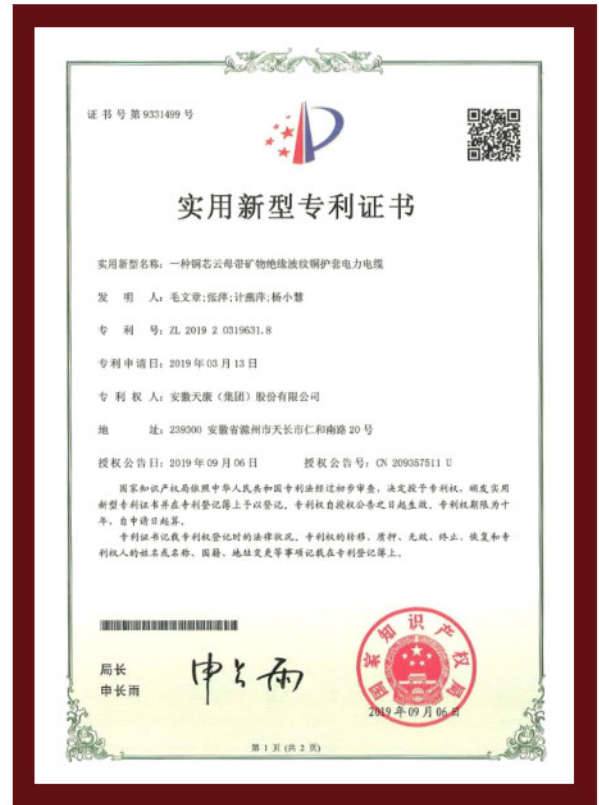 证书号第9331499号
实用新型专利证书
实用新型名称：一种铜芯云母带矿物绝缘波纹铜护套电力电缆
发明人：毛文章;张萍;计燕萍;杨小慧
专利号：ZL 2019 2 0319631.8
专利申请日：2019年03月13日
专利权人：安徽天康（集团）股份有限公司
地址：239300 安徽省滁州市天长市仁和南路20号
授权公告日：2019年09月06日 授权公告号：CN 209357511 U
国家知识产权局依照中华人民共和国专利法经过初步审查，决定授予专利权，颁发实用
新型专利证书并在专利登记簿上予以登记。专利权自授权公告之日起生效。专利权期限为十
年，自申请日起算。
专利证书记载专利权登记时的法律状况。专利权的转移、质押、无效、终止、恢复和专
利权人的姓名或名称、国籍、地址变更等事项记载在专利登记簿上。
局长
申长雨
申长雨
国家知识产权局
2019年09月06日
第 1 页 (共 2 页)